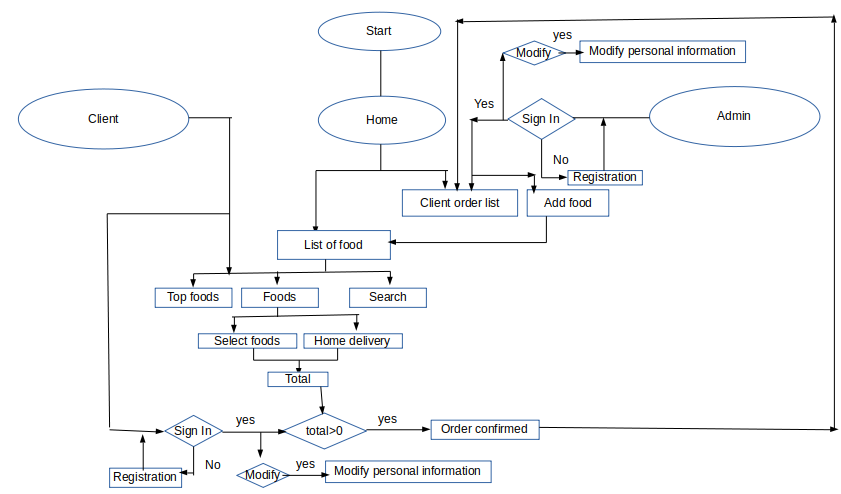 Start
yes
Modify
Modify personal information
Client
Home
Yes
Sign In
Admin
No
Registration
Client order list
Add food
List of food
Top foods
Foods
Search
Select foods
Home delivery
Total
Sign In
yes
total>0
yes
Order confirmed
No
Registration
Modify
yes
Modify personal information